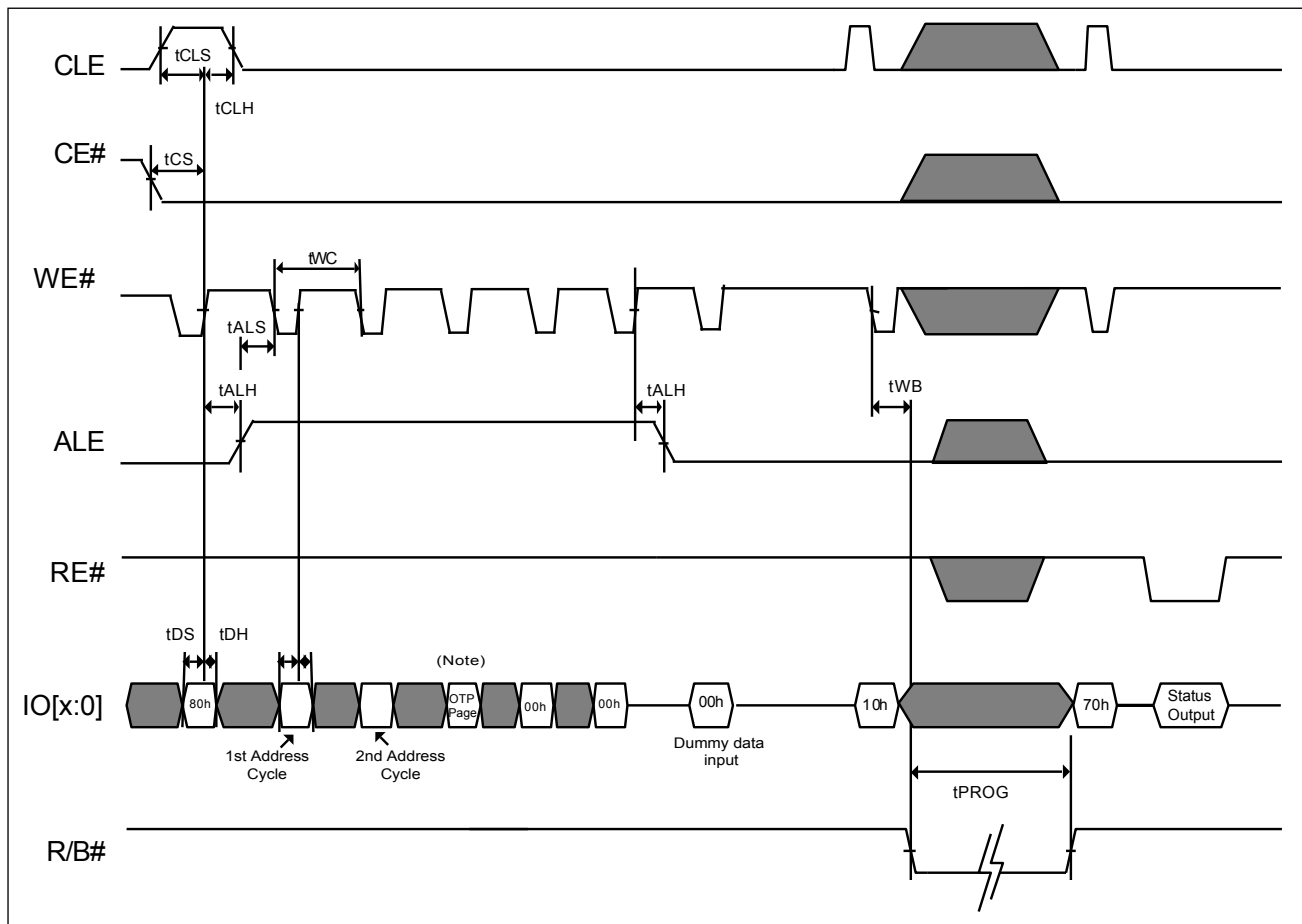 CLE
tCLS
tCLH
CE#
tCS
WE#
tWC
tALS
tALH
tALH
tWB
ALE
RE#
tDS
tDH
(Note)
IO[x:0]
80h
OTP
Page
00h
00h
00h
10h
70h
Status
Output
1st Address
Cycle
2nd Address
Cycle
Dummy data
input
tPROG
R/B#